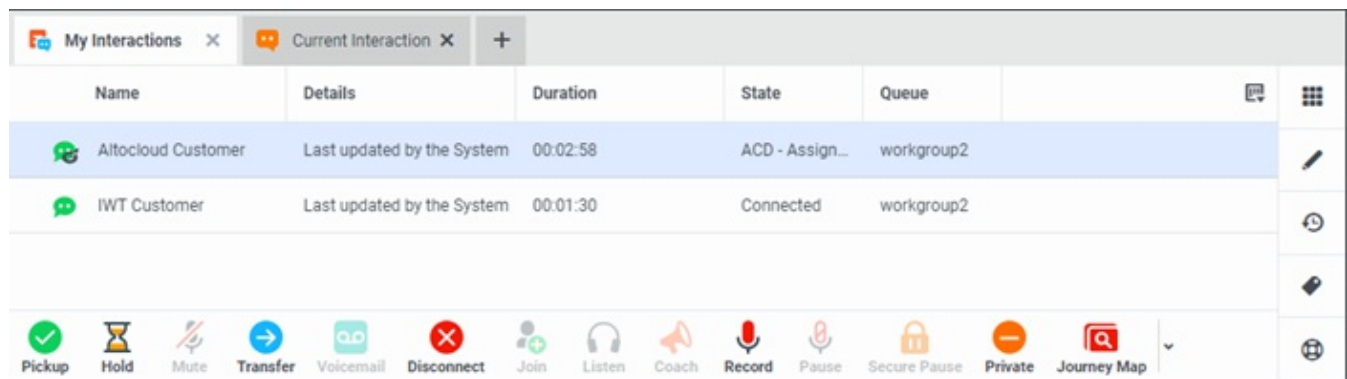 My Interactions
Current Interaction
Name Details Duration State Queue
Altocloud Customer Last updated by the System 00:02:58 ACD - Assign... workgroup2
IWT Customer Last updated by the System 00:01:30 Connected workgroup2
Pickup Hold Mute Transfer Voicemail Disconnect Join Listen Coach Record Pause Secure Pause Private Journey Map